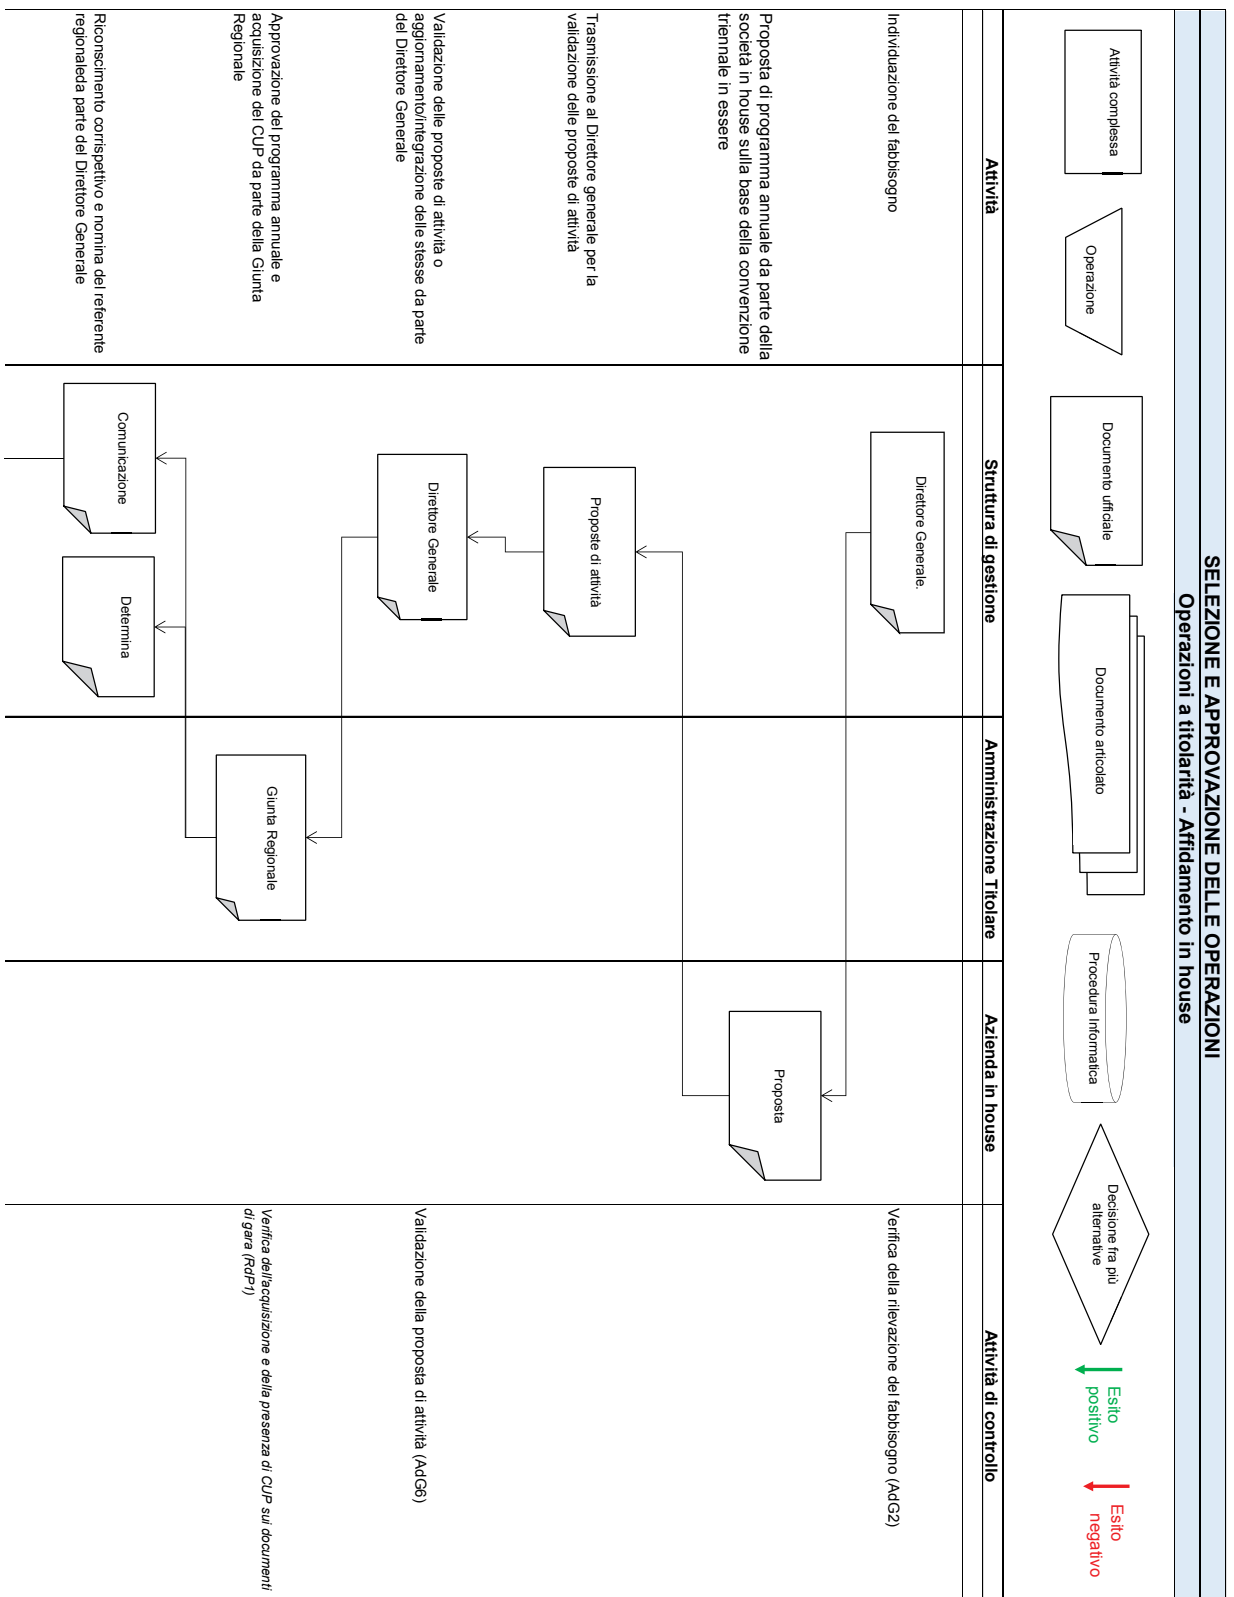 SELEZIONE E APPROVAZIONE DELLE OPERAZIONI
Operazioni a titolarità - Affidamento in house
Attività complessa
Operazione
Documento ufficiale
Documento articolato
Procedura Informatica
Decisione fra più
alternative
Esito
positivo
Esito
negativo
Attività
Struttura di gestione
Amministrazione Titolare
Azienda in house
Attività di controllo
Individuazione del fabbisogno
Direttore Generale.
Verifica della rilevazione del fabbisogno (AdG2)
Proposta di programma annuale da parte della
società in house sulla base della convenzione
triennale in essere
Proposta
Trasmissione al Direttore generale per la
validazione delle proposte di attività
Proposte di attività
Validazione delle proposte di attività o
aggiornamento/integrazione delle stesse da parte
del Direttore Generale
Direttore Generale
Validazione della proposta di attività (AdG6)
Approvazione del programma annuale e
acquisizione del CUP da parte della Giunta
Regionale
Giunta Regionale
Verifica dell'acquisizione e della presenza di CUP sui documenti
di gara (RdP1)
Riconscimento corrispettivo e nomina del referente
regionaleda parte del Direttore Generale
Comunicazione
Determina